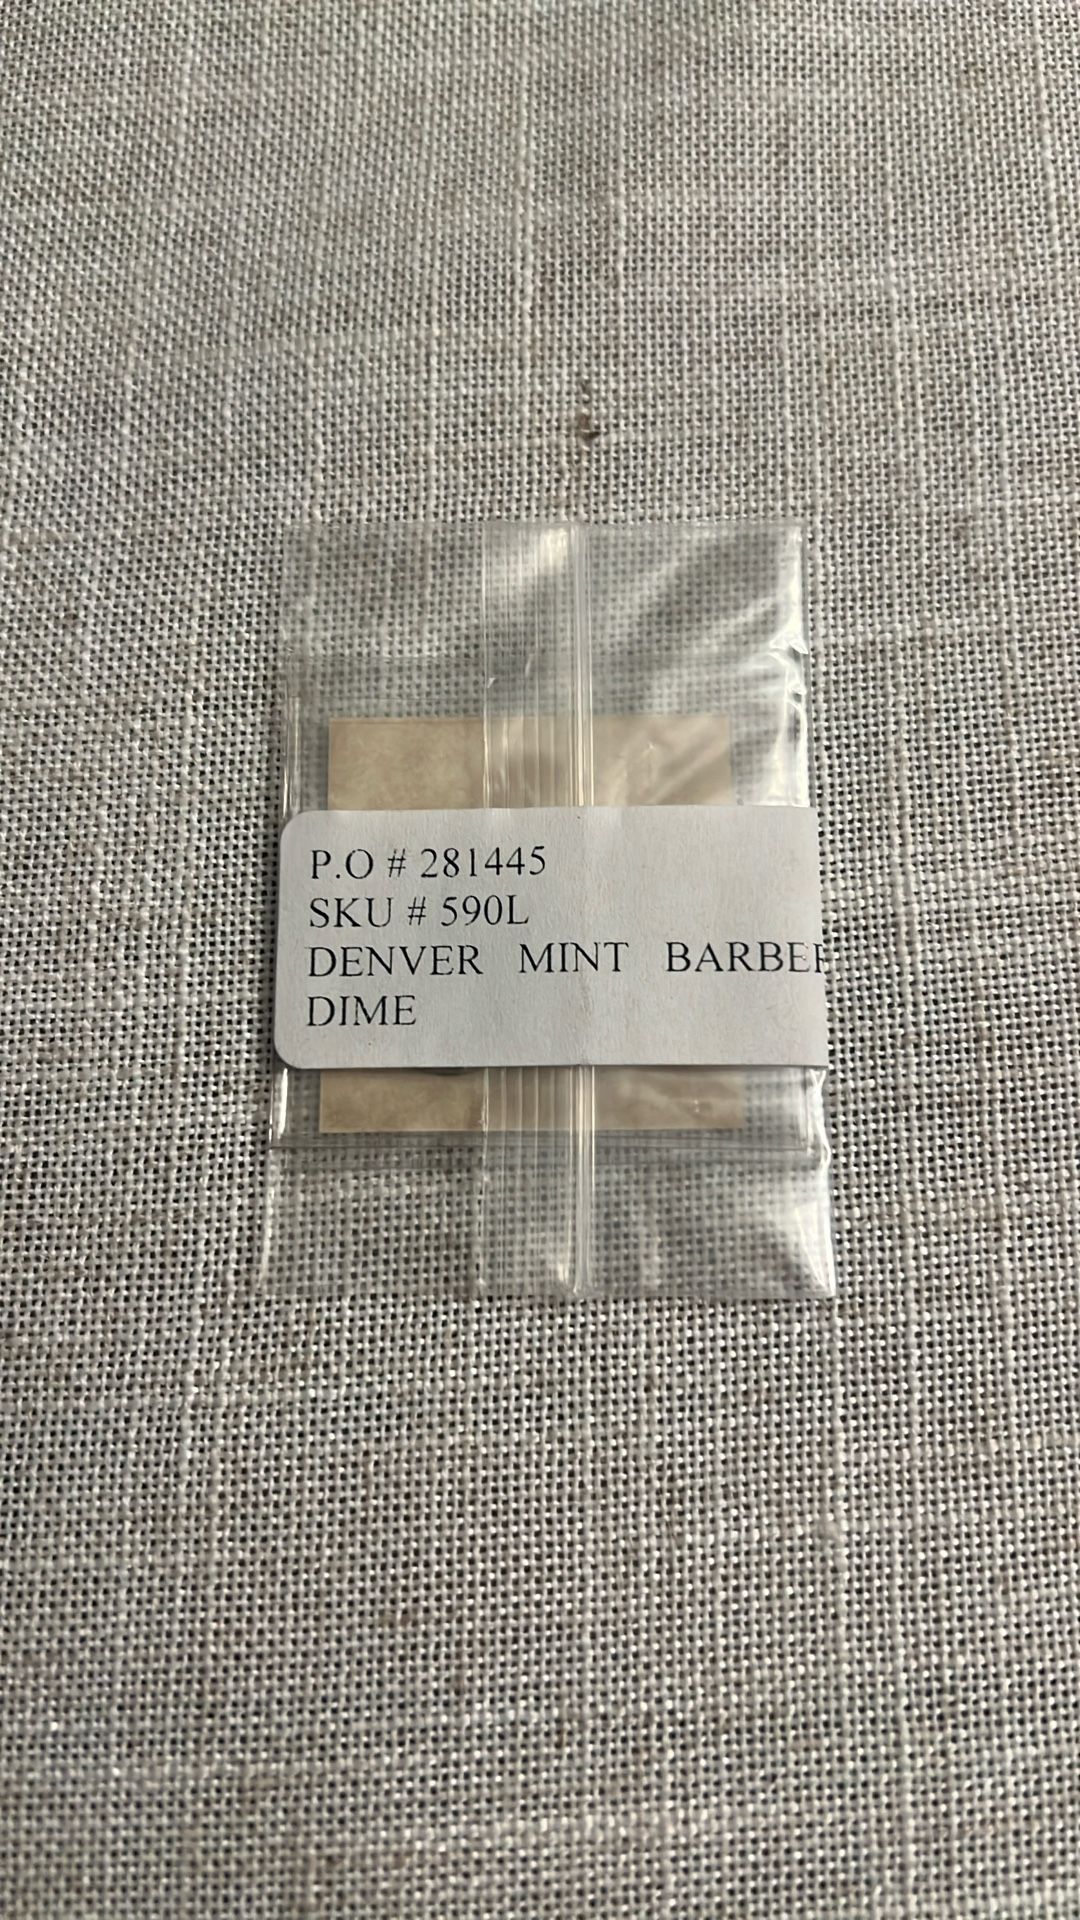 P.O # 281445
SKU # 590L
DENVER MINT BARBER
DIME